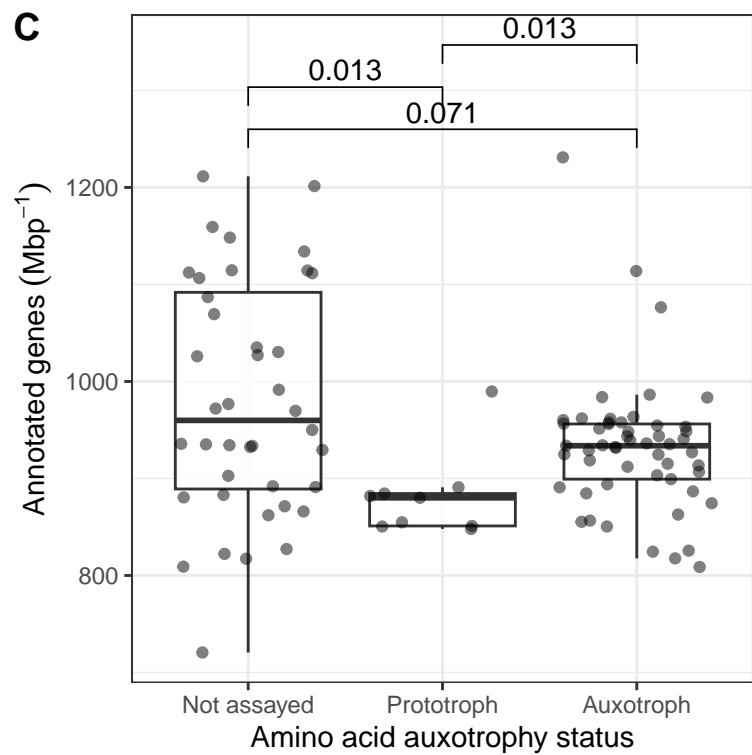 C
0.013
0.013
0.071
1200
1000
800
Annotated genes (Mbp⁻¹)
Not assayed Prototroph Auxotroph
Amino acid auxotrophy status